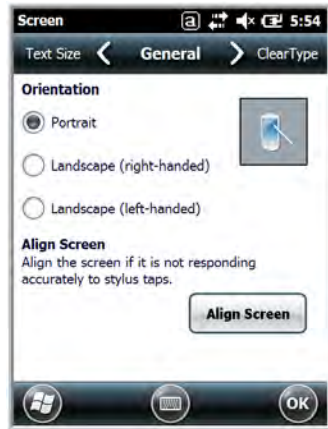 Screen a 5:54
Text Size General ClearType
Orientation
Portrait
Landscape (right-handed)
Landscape (left-handed)
Align Screen
Align the screen if it is not responding
accurately to stylus taps.
Align Screen
OK